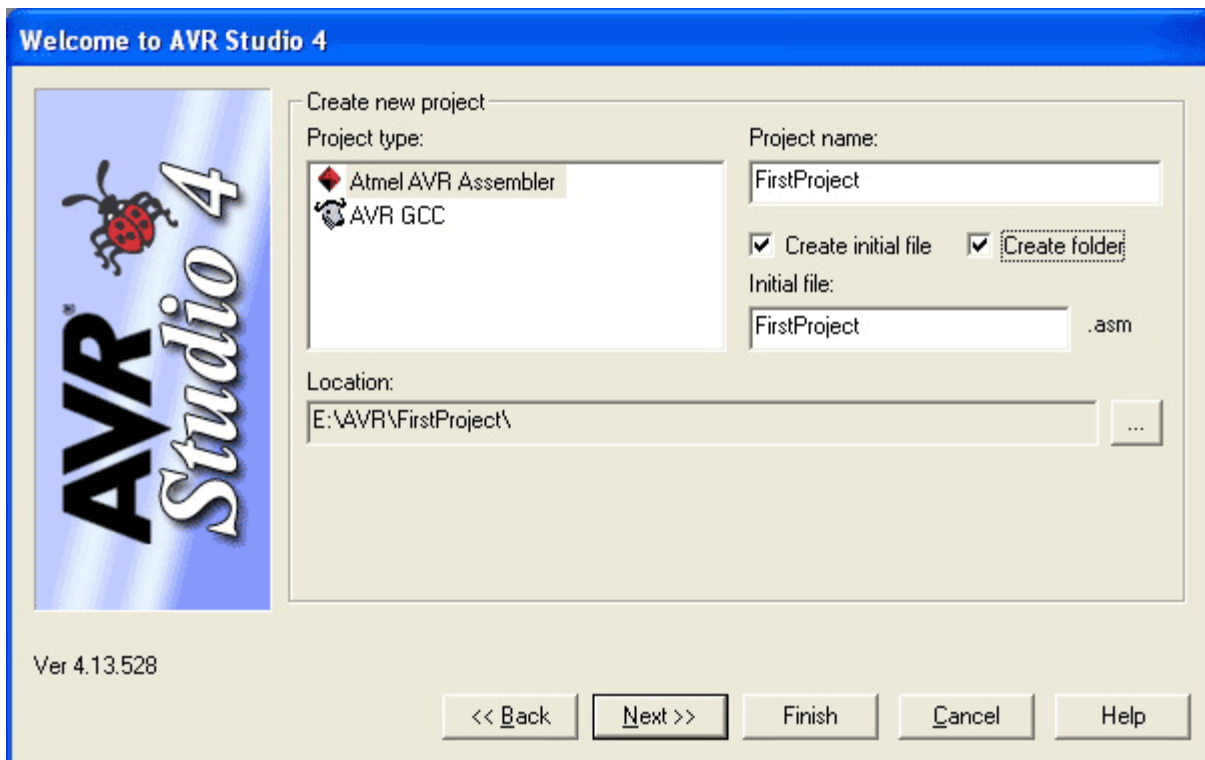 Welcome to AVR Studio 4
AVR® Studio 4
Create new project
Project type:
Atmel AVR Assembler
AVR GCC
Project name:
FirstProject
Create initial file
Create folder
Initial file:
FirstProject
.asm
Location:
E:\AVR\FirstProject\
...
Ver 4.13.528
<< Back
Next >>
Finish
Cancel
Help